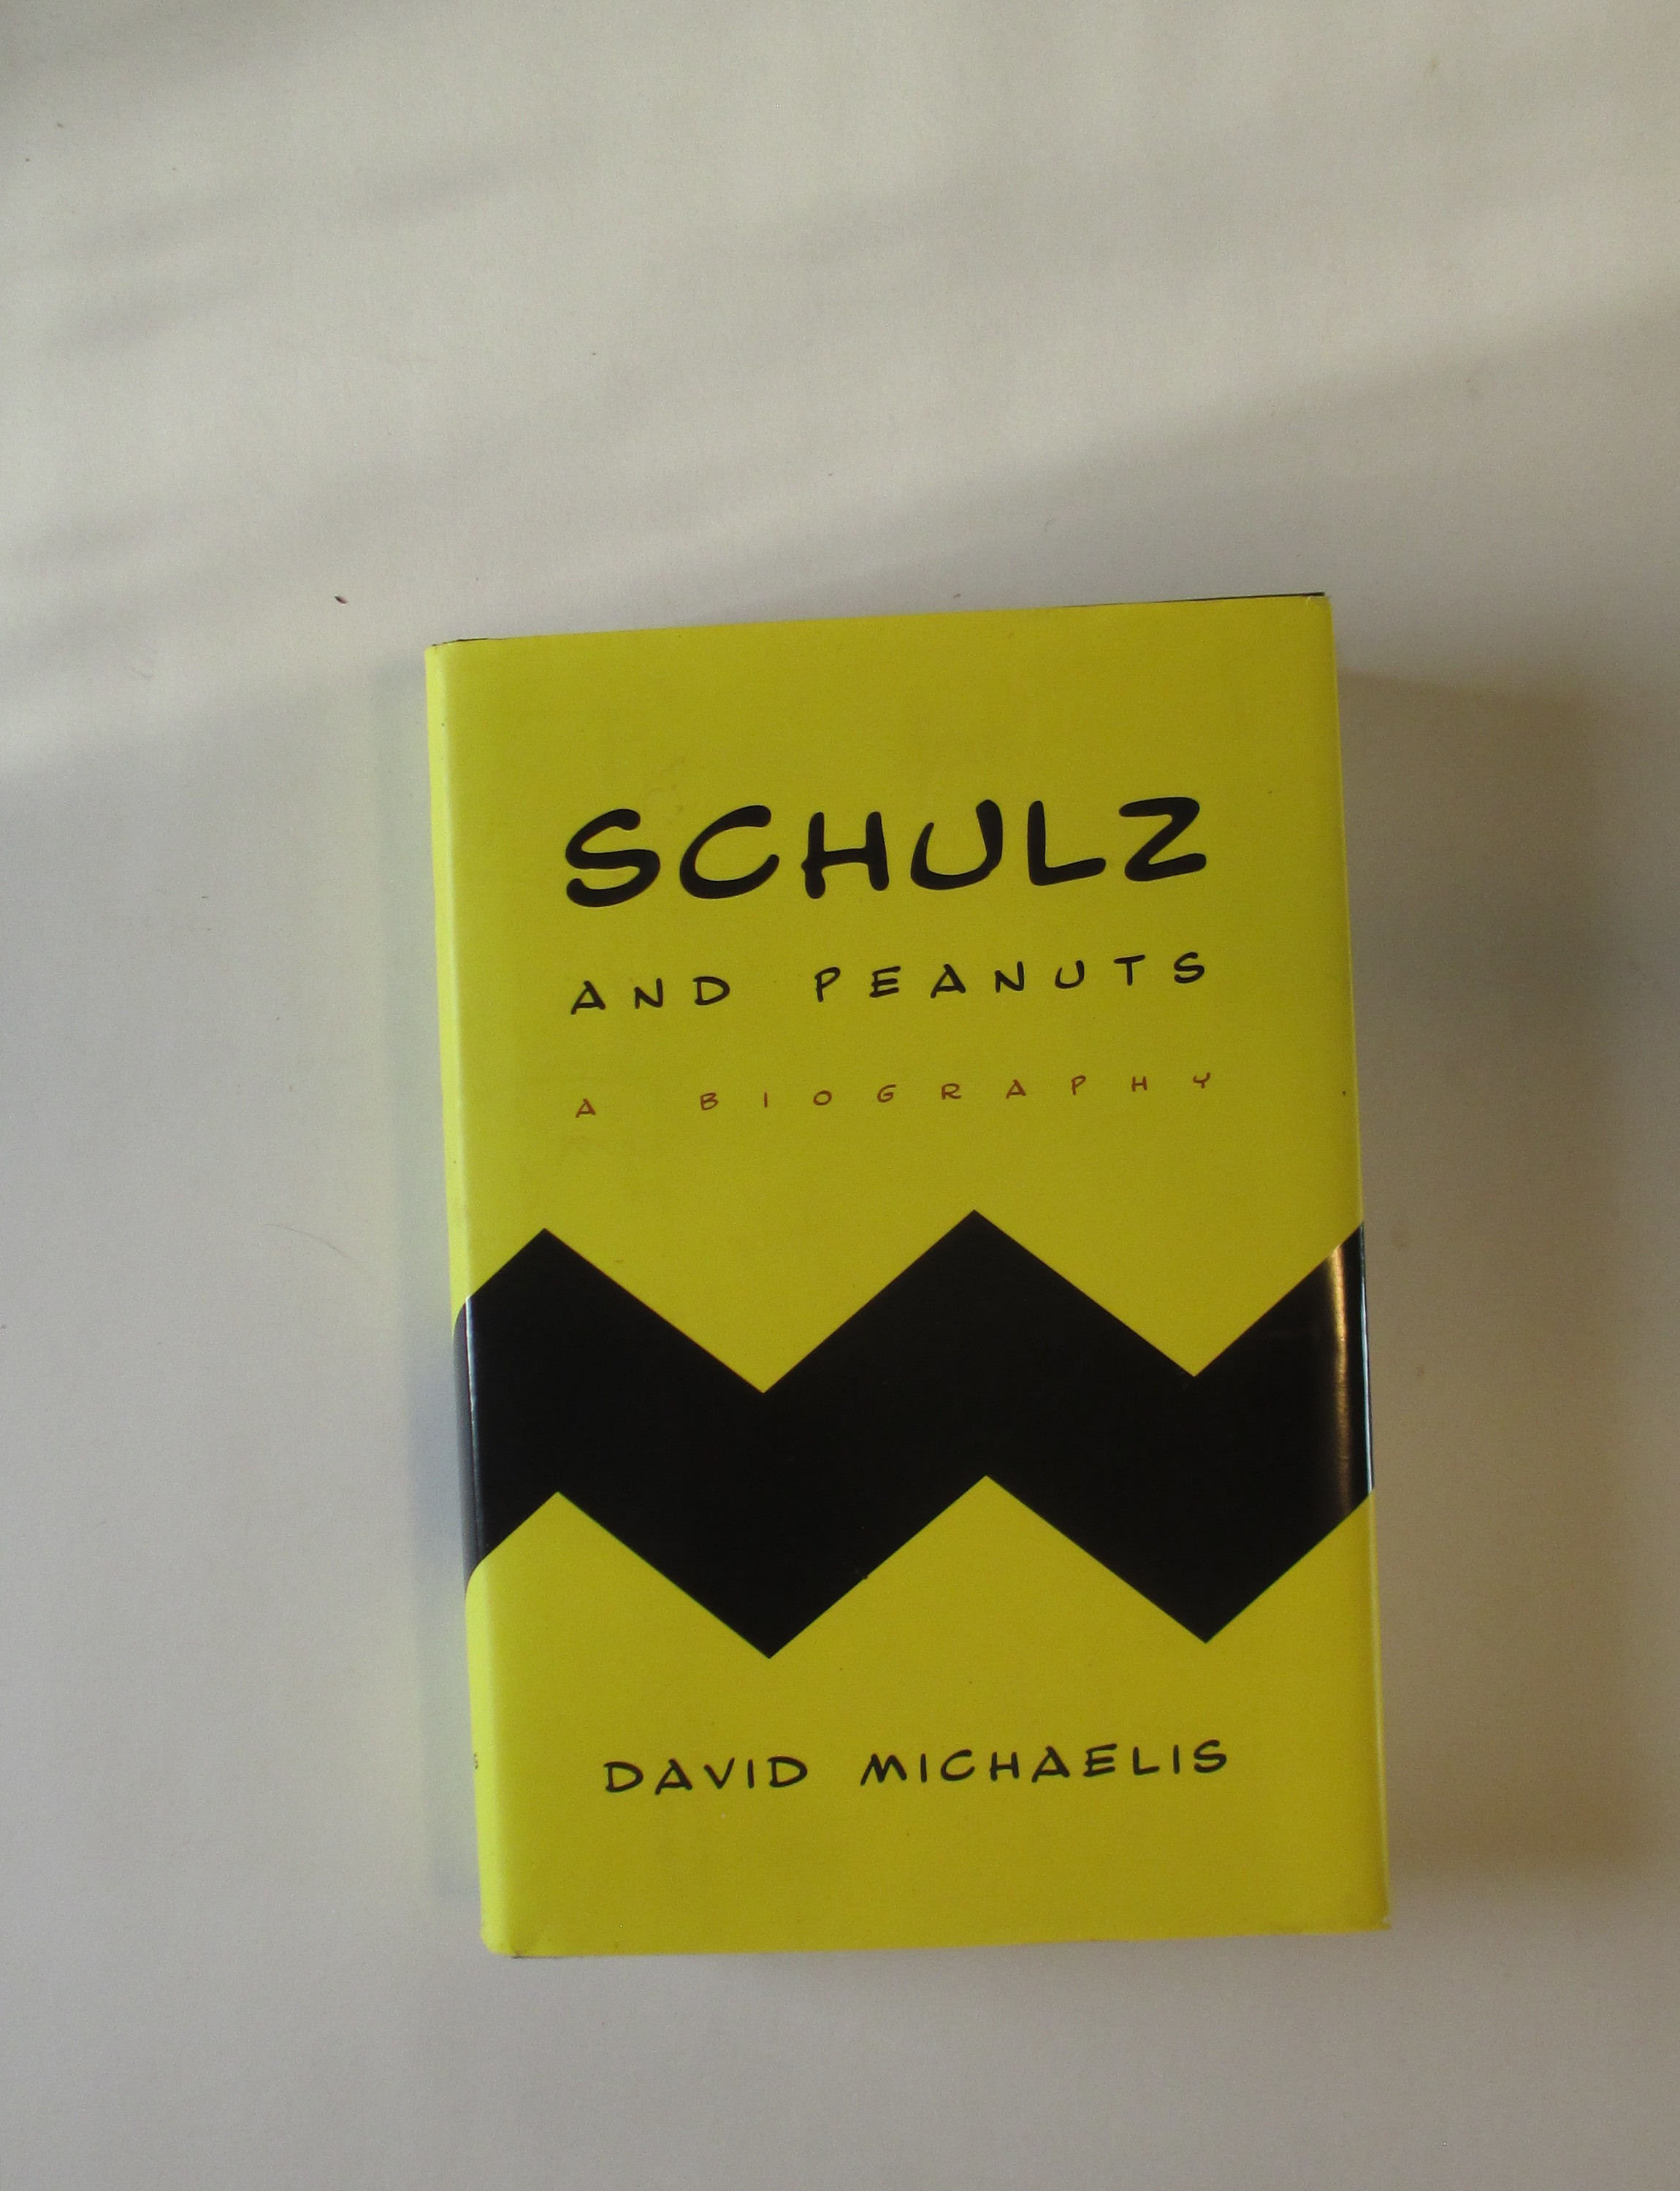 SCHULZ
AND PEANUTS
A BIOGRAPHY
DAVID MICHAELIS